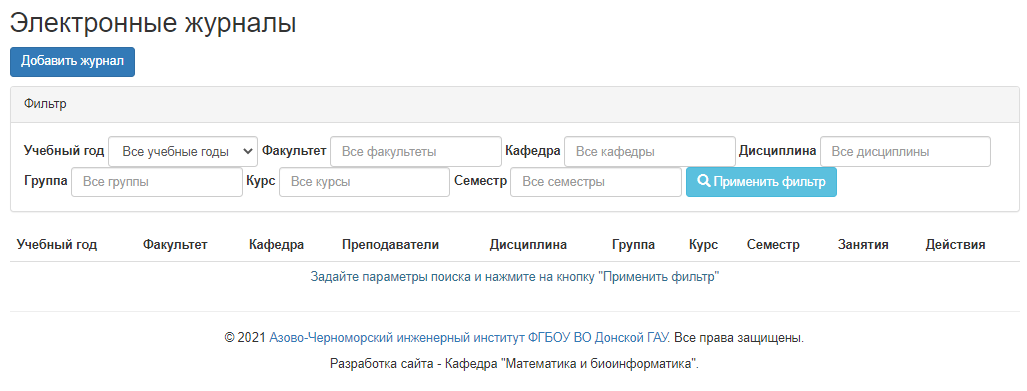 Электронные журналы
Добавить журнал
Фильтр
Учебный год Все учебные годы Факультет Все факультеты Кафедра Все кафедры Дисциплина Все дисциплины
Группа Все группы Курс Все курсы Семестр Все семестры Применить фильтр
Учебный год Факультет Кафедра Преподаватели Дисциплина Группа Курс Семестр Занятия Действия
Задайте параметры поиска и нажмите на кнопку "Применить фильтр"
© 2021 Азово-Черноморский инженерный институт ФГБОУ ВО Донской ГАУ. Все права защищены.
Разработка сайта - Кафедра "Математика и биоинформатика".